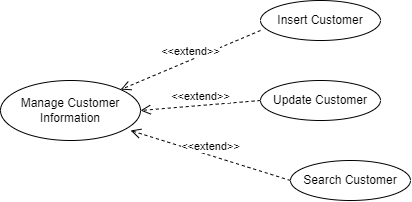 Insert Customer
<<extend>>
Manage Customer
Information
<<extend>>
Update Customer
<<extend>>
Search Customer